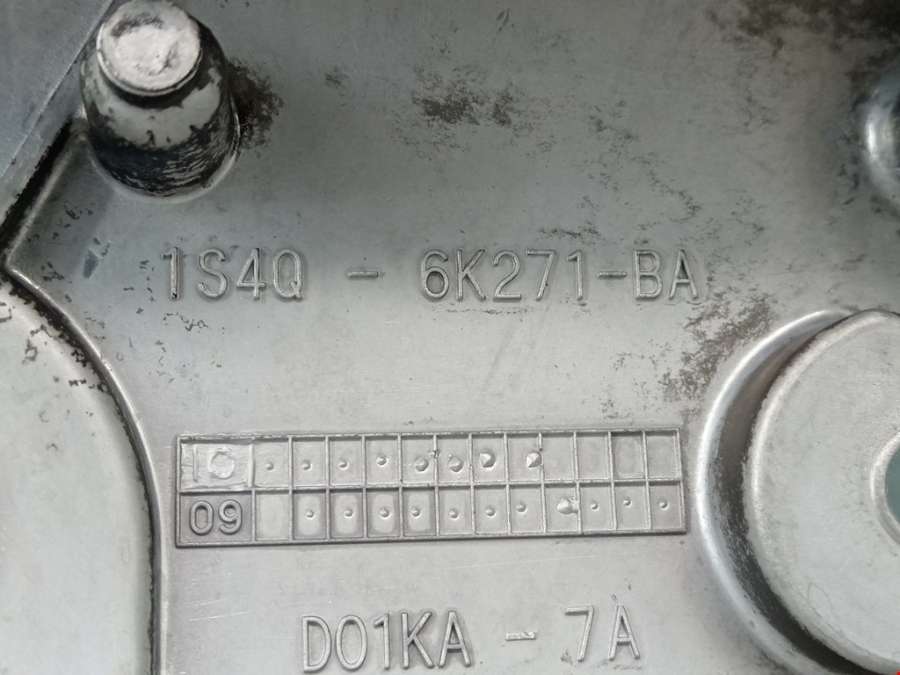 1S4Q - 6K271-BA
09
D01KA - 7A